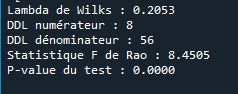 Lambda de Wilks : 0.2053
DDL numérateur : 8
DDL dénominateur : 56
Statistique F de Rao : 8.4505
P-value du test : 0.0000